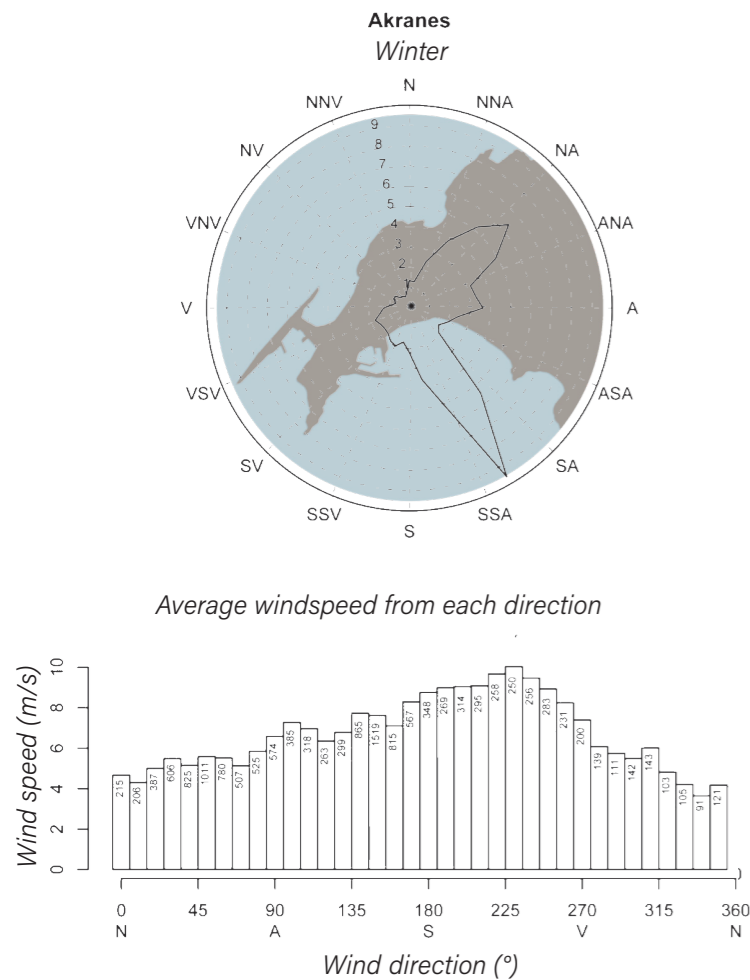 Akranes
Winter
N
NNV
NNA
NV
NA
VNV
ANA
V
A
VSV
ASA
SV
SA
SSV
SSA
S
9
8
7
6
5
4
3
2
1
Average windspeed from each direction
Wind speed (m/s)
10
8
6
4
2
0
215 206 387 606 825 1011 780 507 525 574 385 318 263 299 865 1519 815 567 348 269 314 295 258 250 256 283 231 200 139 111 142 143 103 105 91 121
0 45 90 135 180 225 270 315 360
N A S V N
Wind direction (°)